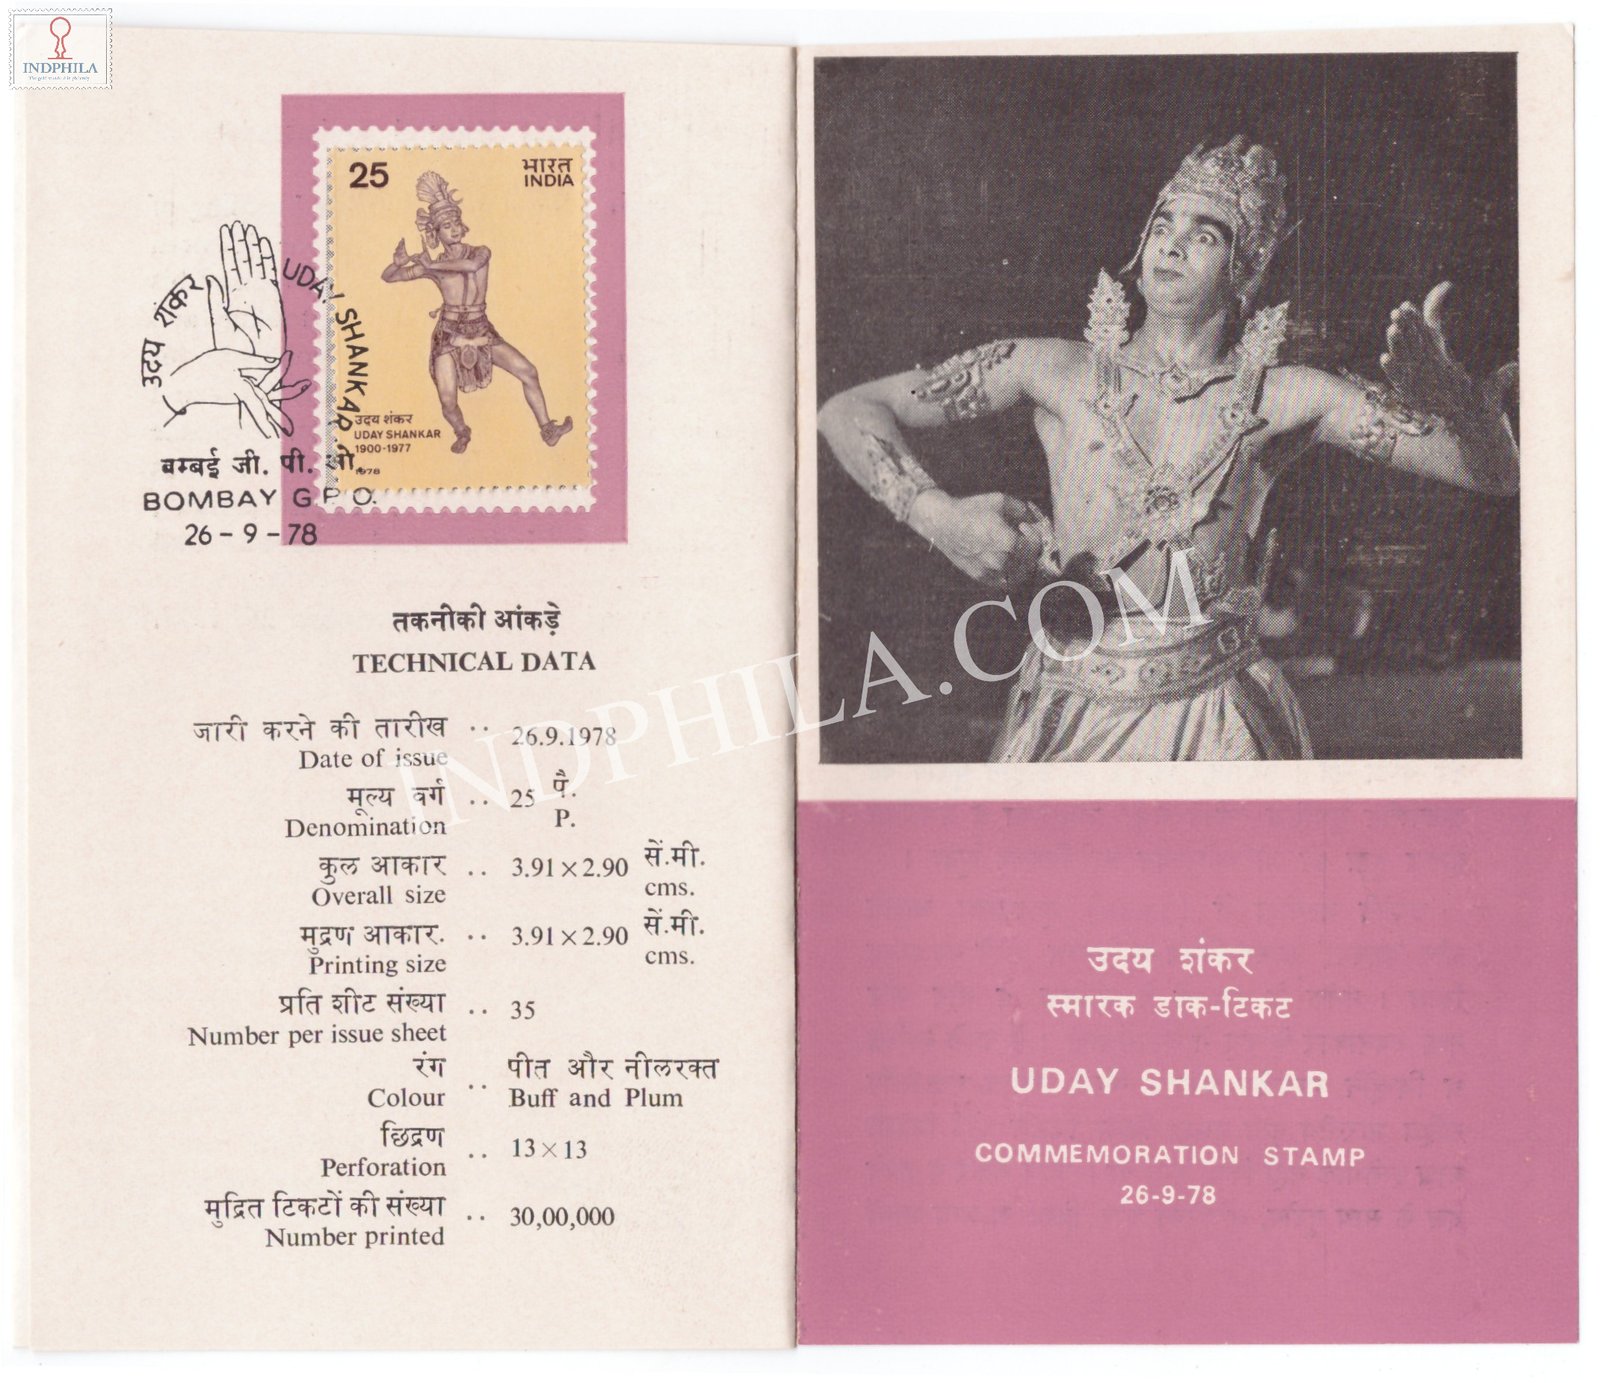 INDPHILA
25
भारत
INDIA
उदय शंकर
UDAY SHANKAR
1900-1977
1978
उदय शंकर UDAY SHANKAR
बम्बई जी. पी. ओ.
BOMBAY G.P.O.
26-9-78
तकनीकी आंकड़े
TECHNICAL DATA
जारी करने की तारीख .. 26.9.1978
Date of issue
मूल्य वर्ग .. 25 पै.
Denomination P.
कुल आकार .. 3.91 × 2.90 सें.मी.
Overall size cms.
मुद्रण आकार. .. 3.91 × 2.90 सें.मी.
Printing size cms.
प्रति शीट संख्या .. 35
Number per issue sheet
रंग .. पीत और नीलरक्त
Colour Buff and Plum
छिद्रण .. 13×13
Perforation
मुद्रित टिकटों की संख्या .. 30,00,000
Number printed
उदय शंकर
स्मारक डाक-टिकट
UDAY SHANKAR
COMMEMORATION STAMP
26-9-78
INDPHILA.COM